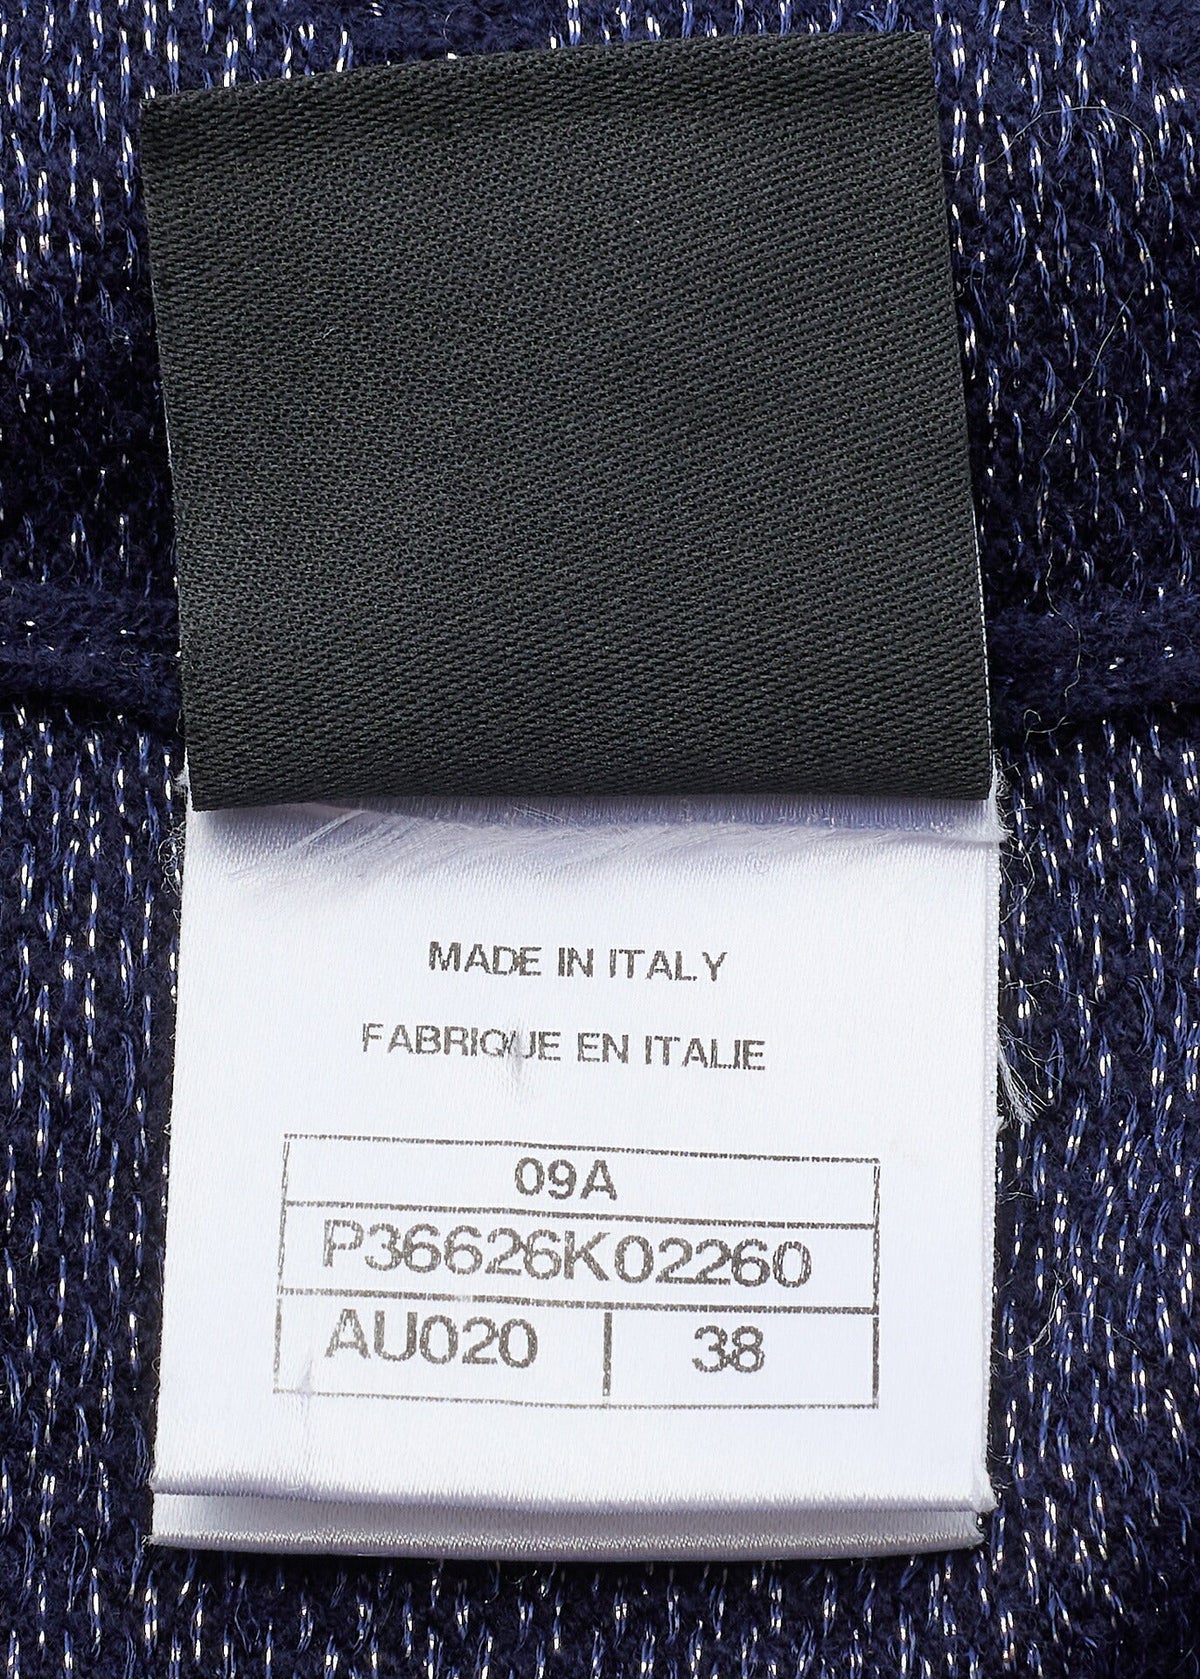 MADE IN ITALY
FABRIQUE EN ITALIE
09A
P36626K02260
AU020 38